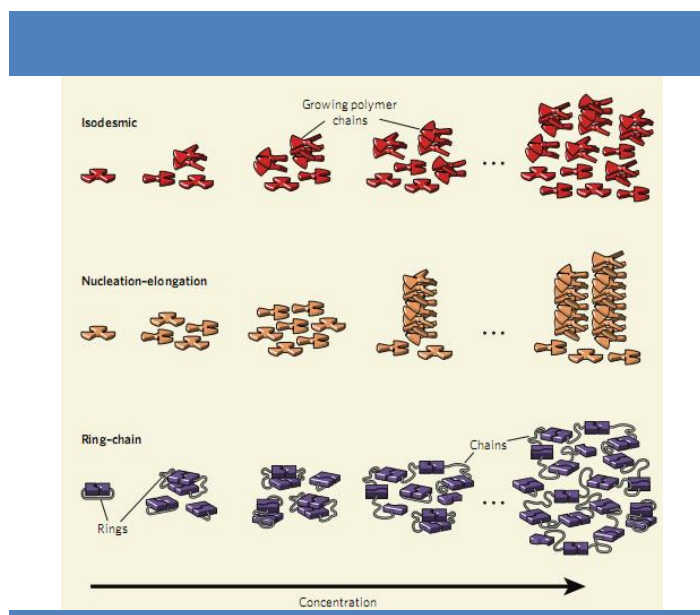 Growing polymer
chains
Isodesmic
...
Nucleation–elongation
...
Ring–chain
Chains
Rings
...
Concentration